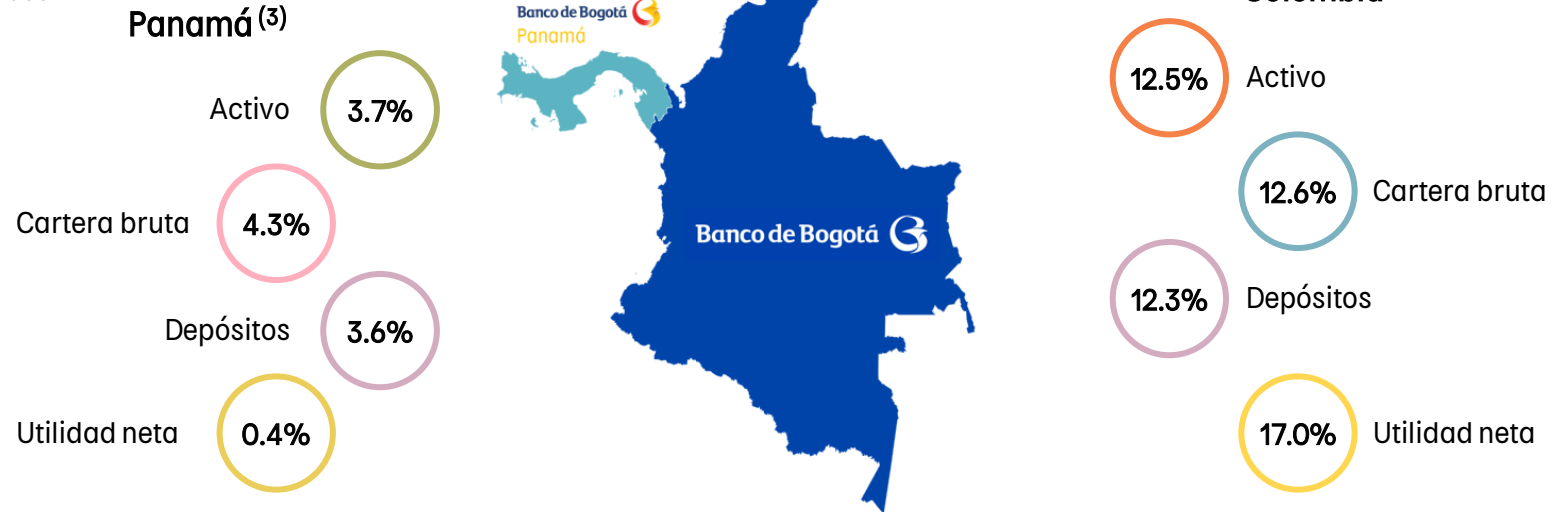 Panamá (3)
Activo 3.7%
Cartera bruta 4.3%
Depósitos 3.6%
Utilidad neta 0.4%
Banco de Bogotá
Panamá
Banco de Bogotá
12.5% Activo
12.6% Cartera bruta
12.3% Depósitos
17.0% Utilidad neta